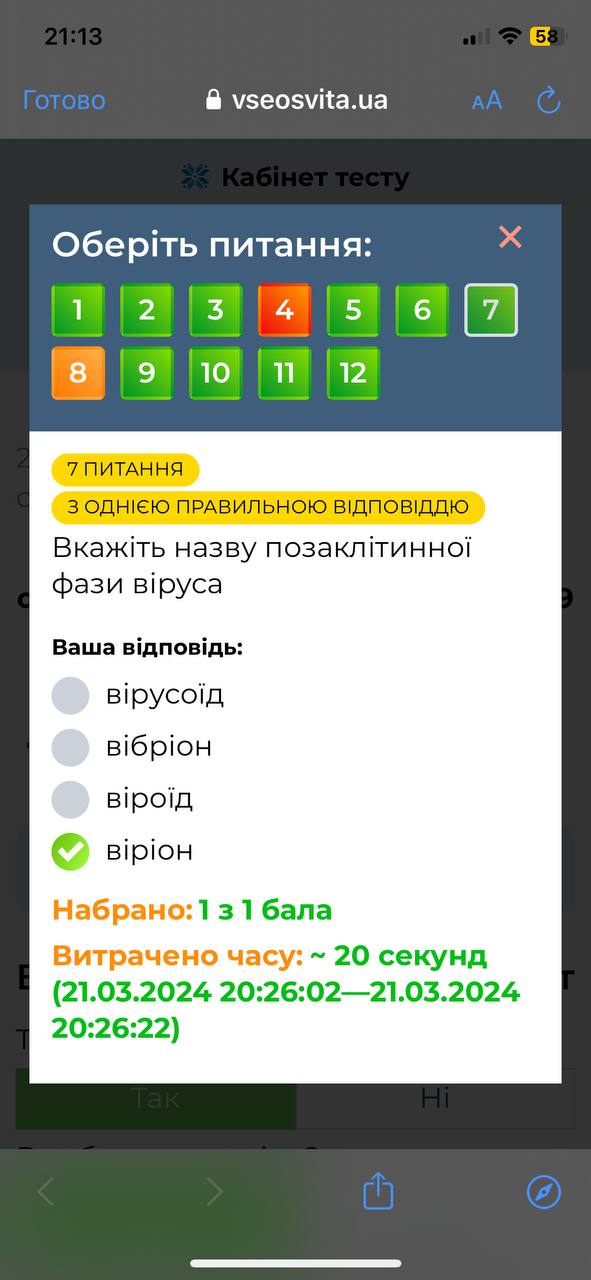 21:13
58
Готово
vseosvita.ua
AA
Кабінет тесту
Оберіть питання:
1 2 3 4 5 6 7
8 9 10 11 12
7 ПИТАННЯ
З ОДНІЄЮ ПРАВИЛЬНОЮ ВІДПОВІДДЮ
Вкажіть назву позаклітинної
фази віруса
Ваша відповідь:
вірусоїд
вібріон
віроїд
віріон
Набрано: 1 з 1 бала
Витрачено часу: ~ 20 секунд
(21.03.2024 20:26:02—21.03.2024
20:26:22)
Так Ні